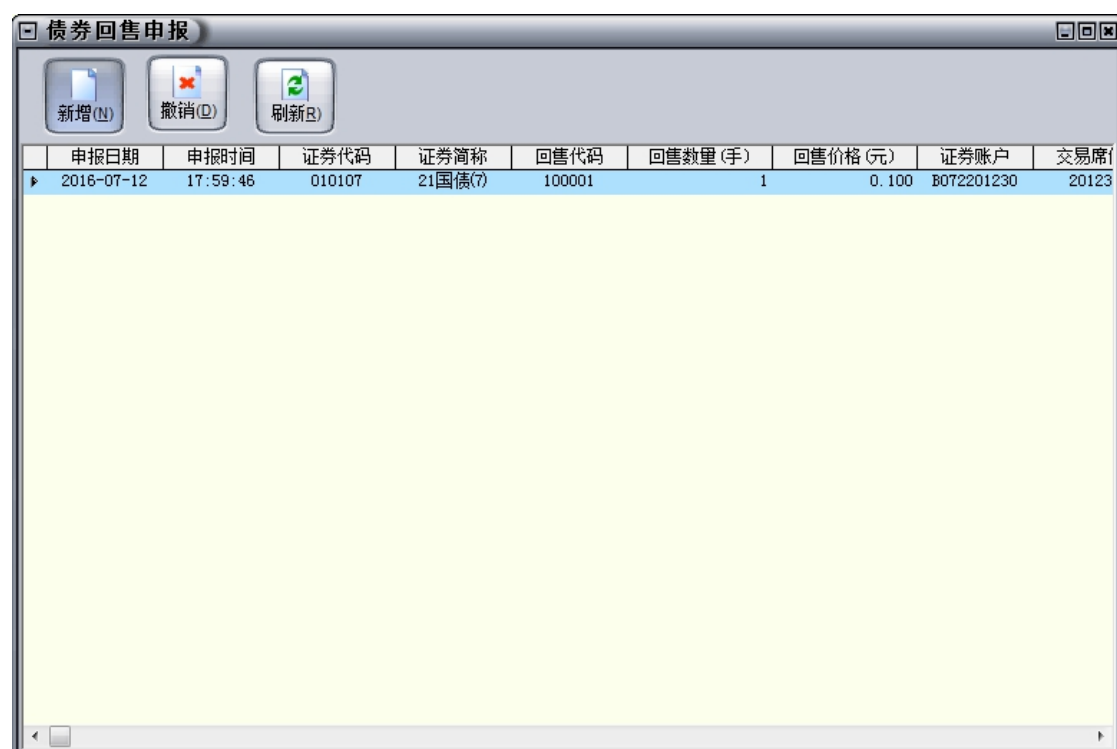 债券回售申报
新增(N) 撤销(D) 刷新R)
申报日期 申报时间 证券代码 证券简称 回售代码 回售数量(手) 回售价格(元) 证券账户 交易席
2016-07-12 17:59:46 010107 21国债(7) 100001 1 0.100 B072201230 20123